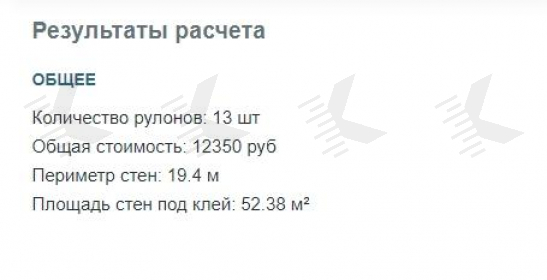 Результаты расчета
ОБЩЕЕ
Количество рулонов: 13 шт
Общая стоимость: 12350 руб
Периметр стен: 19.4 м
Площадь стен под клей: 52.38 м²